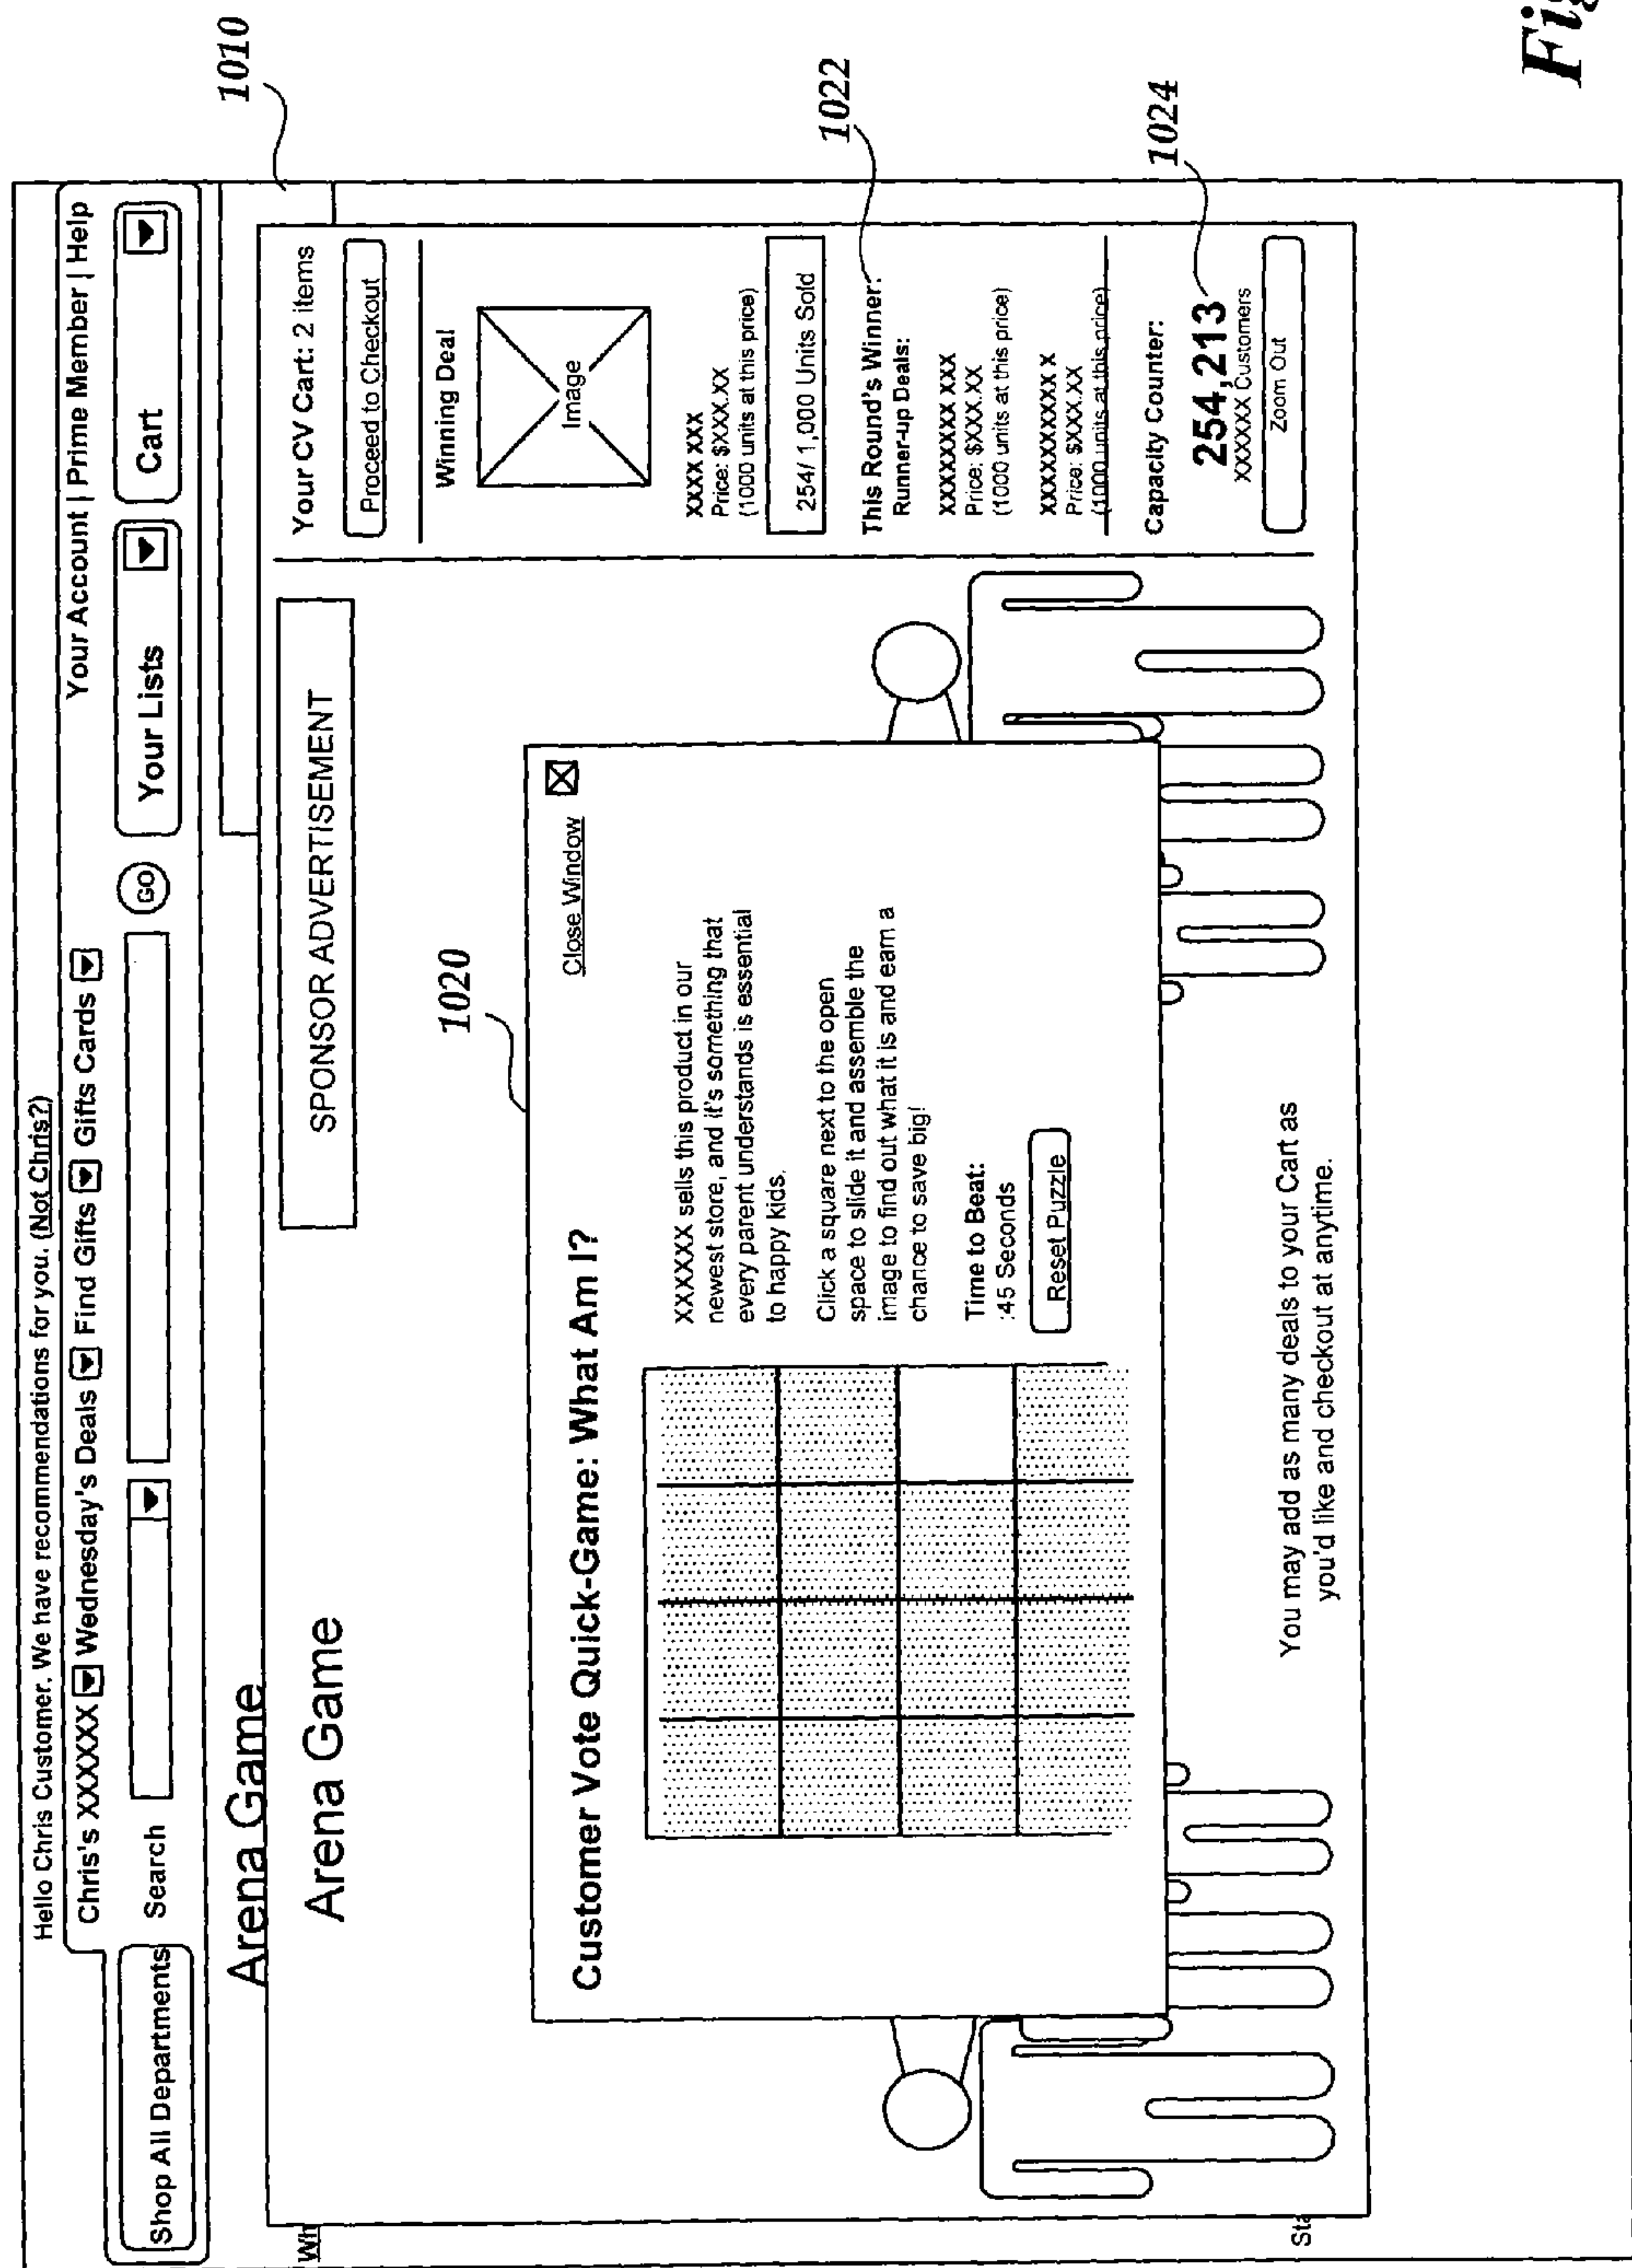 Hello Chris Customer. We have recommendations for you. (Not Chris?)
Your Account | Prime Member | Help
Chris's XXXXXX Wednesday's Deals Find Gifts Gifts Cards
Shop All Departments Search GO Your Lists Cart
1010
Arena Game
Arena Game
SPONSOR ADVERTISEMENT
1020
Customer Vote Quick-Game: What Am I?
Close Window
XXXXXX sells this product in our
newest store, and it's something that
every parent understands is essential
to happy kids.
Click a square next to the open
space to slide it and assemble the
image to find out what it is and earn a
chance to save big!
Time to Beat:
:45 Seconds
Reset Puzzle
You may add as many deals to your Cart as
you'd like and checkout at anytime.
Your CV Cart: 2 items
Proceed to Checkout
Winning Deal
Image
XXXX XXX
Price: $XXX.XX
(1000 units at this price)
254/ 1,000 Units Sold
1022
This Round's Winner:
Runner-up Deals:
XXXXXXXX XXX
Price: $XXX.XX
(1000 units at this price)
XXXXXXXXXX X
Price: $XXX.XX
(1000 units at this price)
Capacity Counter:
1024
254,213
XXXXXX Customers
Zoom Out